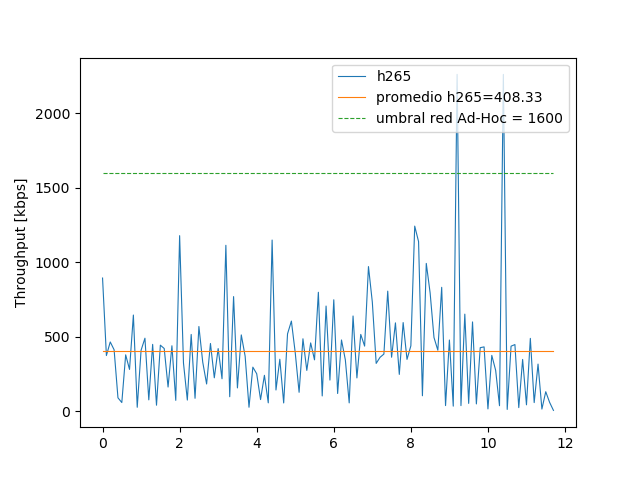 h265
promedio h265=408.33
umbral red Ad-Hoc = 1600
2000
1500
1000
500
0
Throughput [kbps]
0 2 4 6 8 10 12